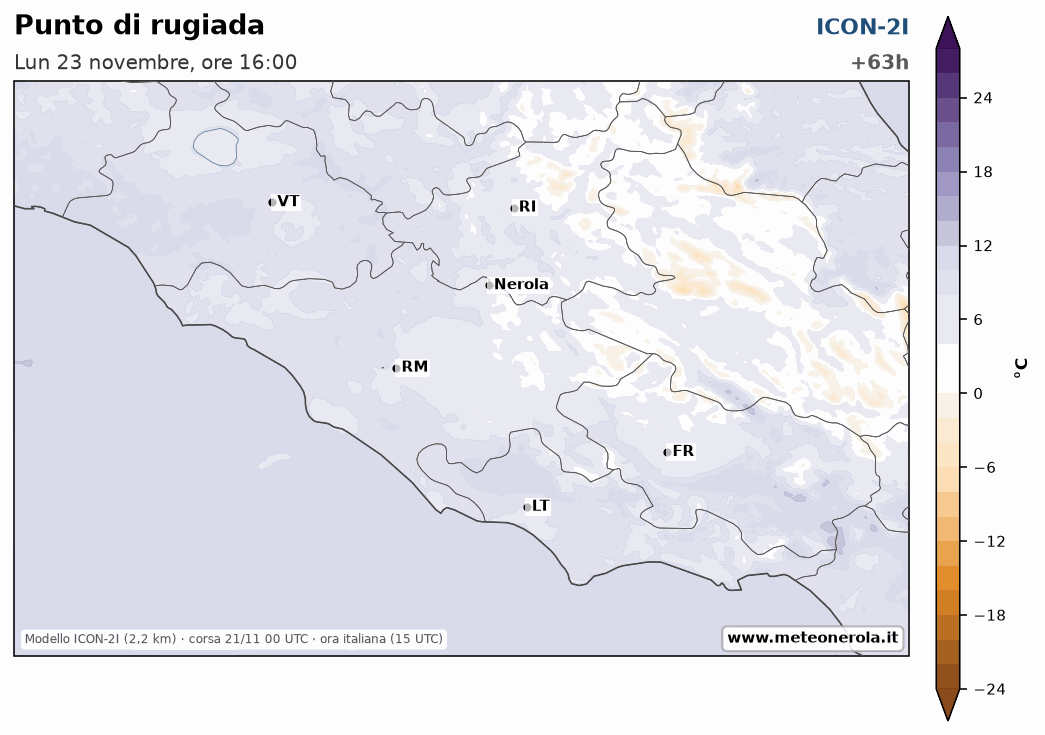 Punto di rugiada
ICON-2I
Lun 23 novembre, ore 16:00
+63h
24
18
12
6
0
−6
−12
−18
−24
°C
VT
RI
Nerola
RM
FR
LT
Modello ICON-2I (2,2 km) · corsa 21/11 00 UTC · ora italiana (15 UTC)
www.meteonerola.it